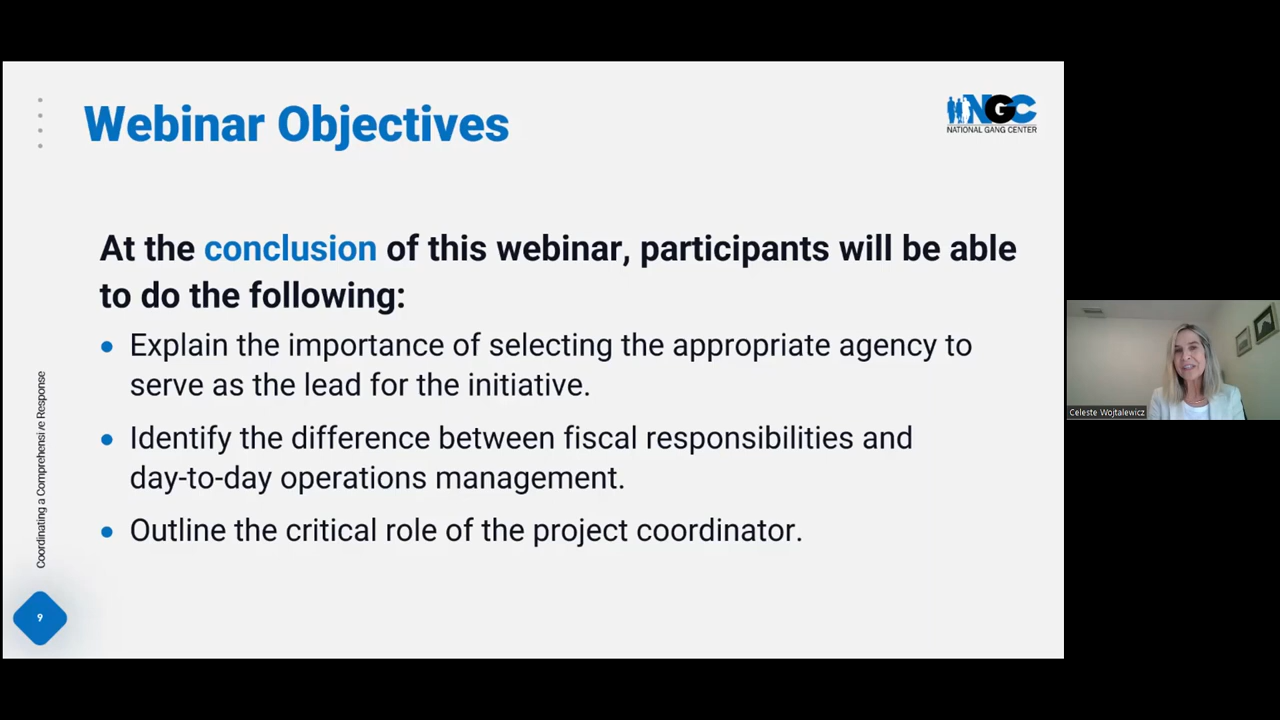 Webinar Objectives
NGC
NATIONAL GANG CENTER
At the conclusion of this webinar, participants will be able
to do the following:
• Explain the importance of selecting the appropriate agency to
serve as the lead for the initiative.
• Identify the difference between fiscal responsibilities and
day-to-day operations management.
• Outline the critical role of the project coordinator.
Coordinating a Comprehensive Response
9
Celeste Wojtalewicz